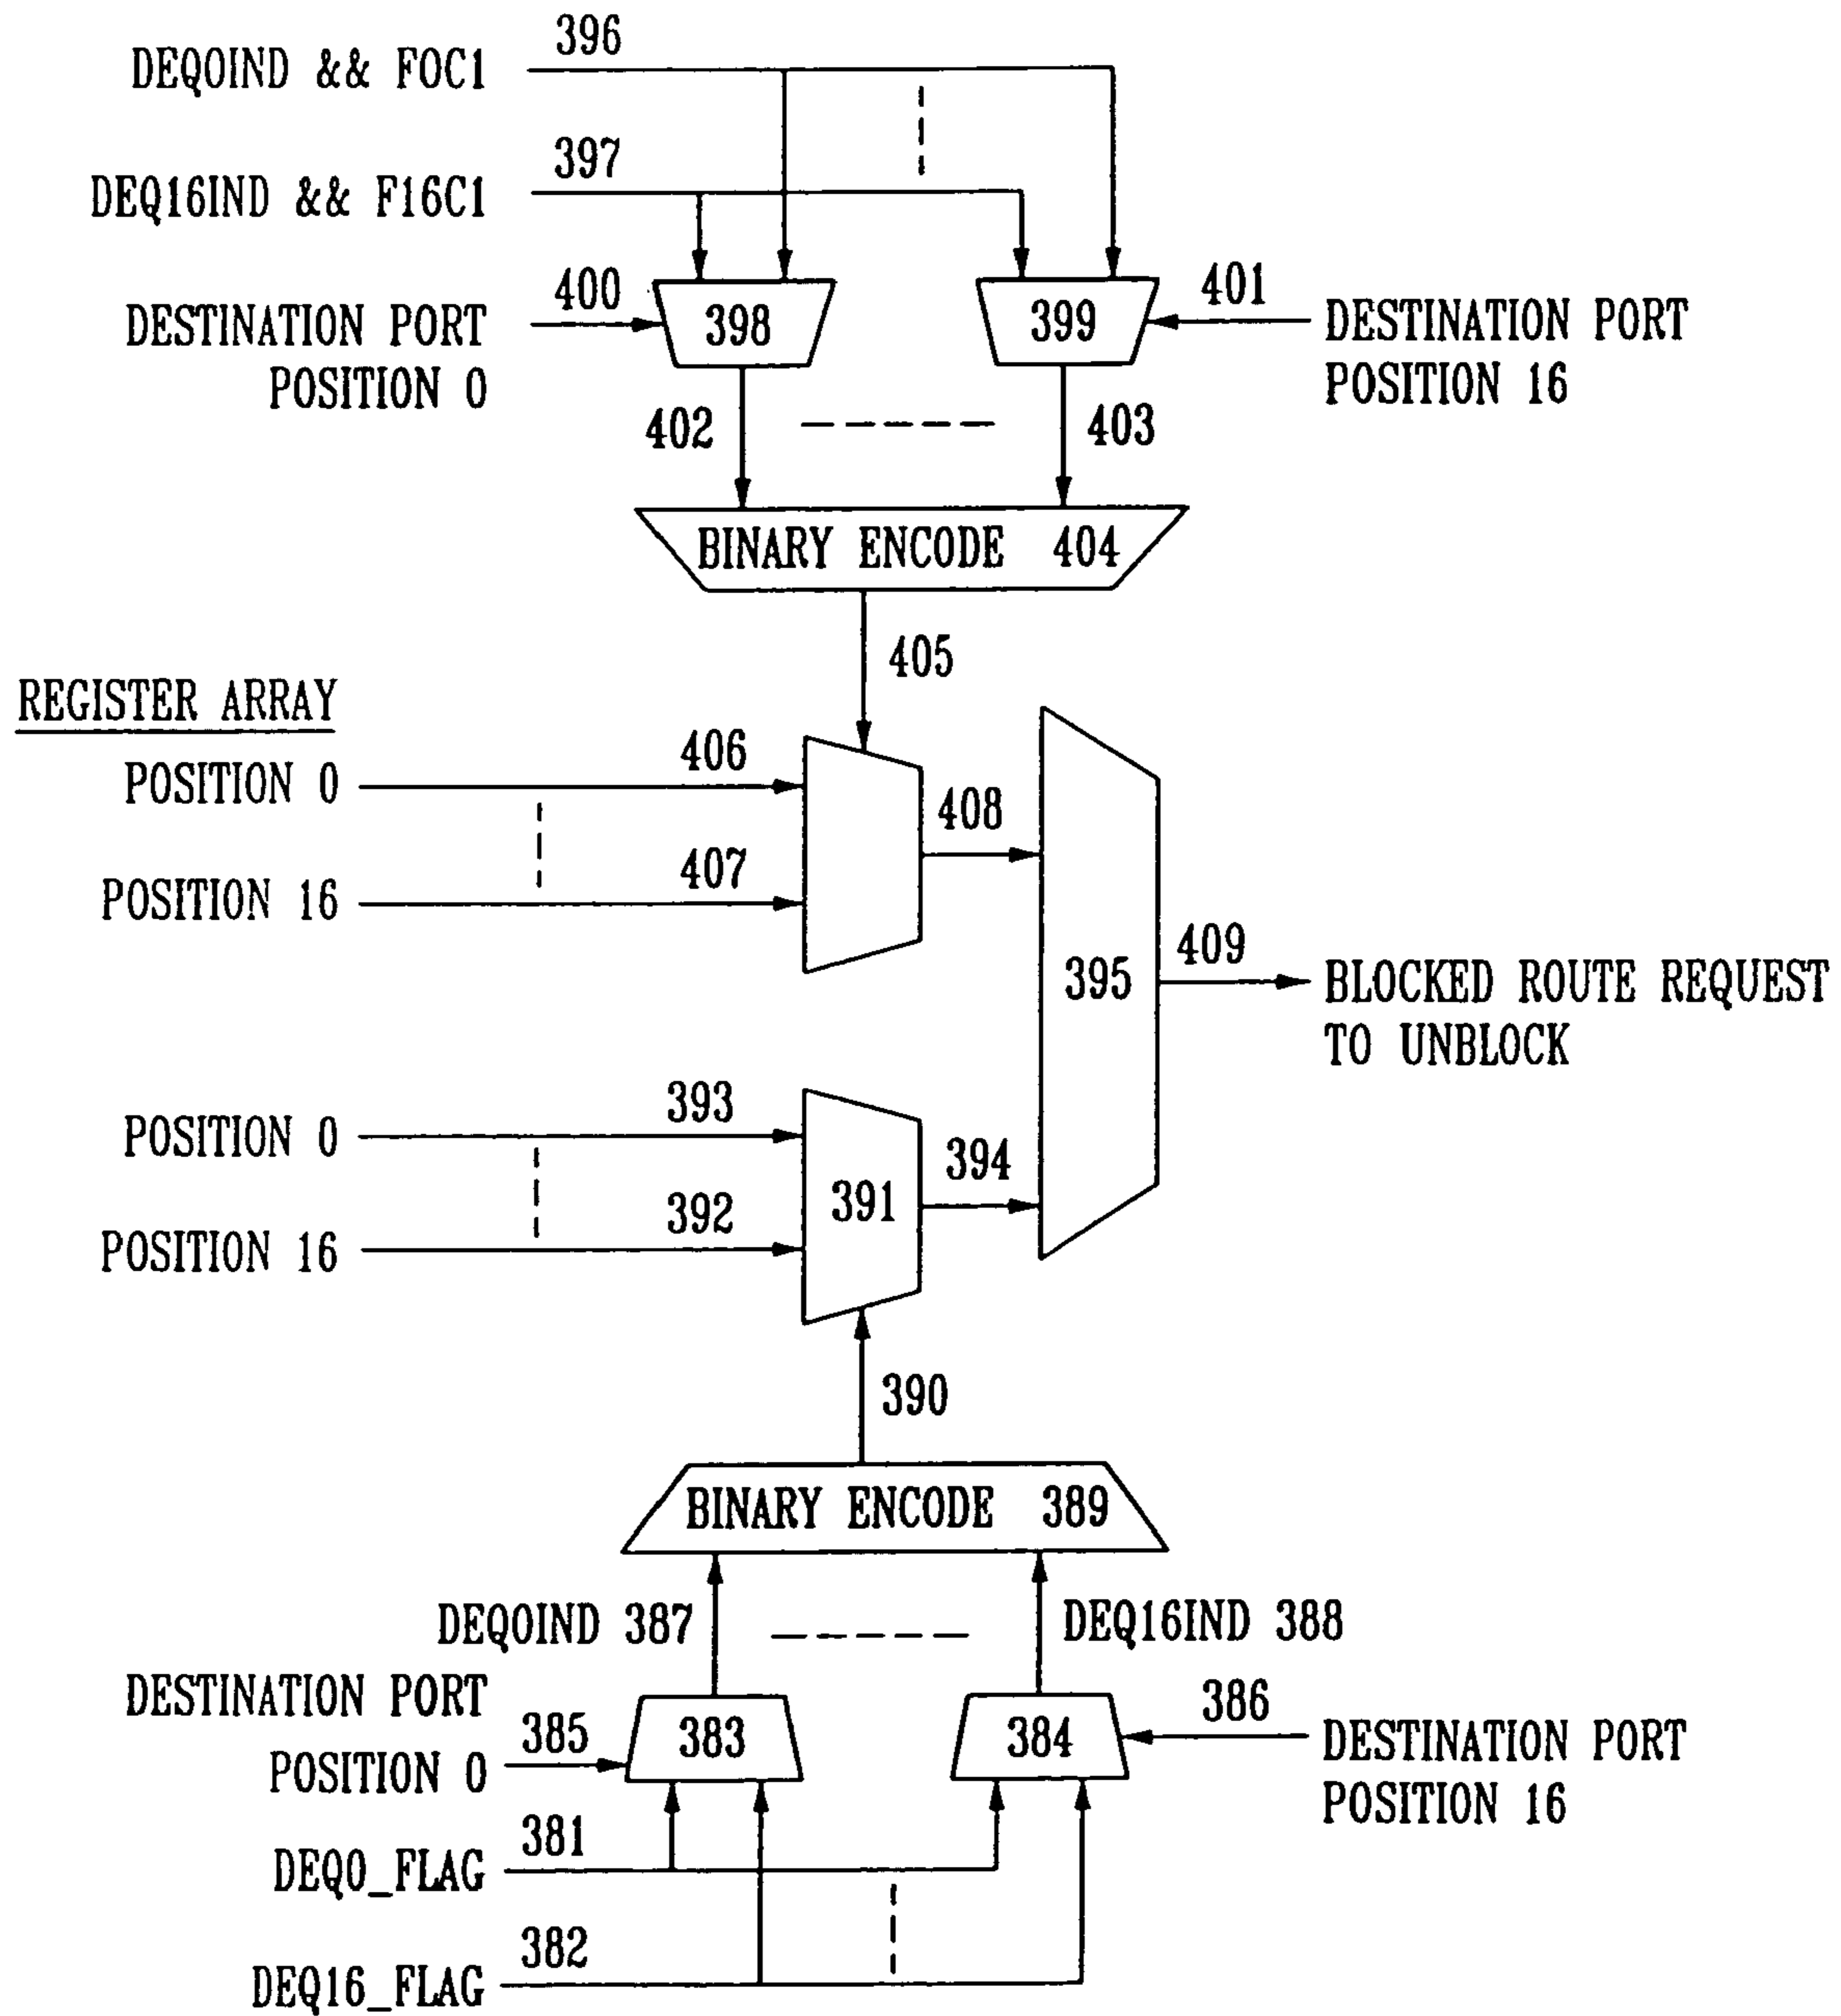 396
DEQ0IND && F0C1
397
DEQ16IND && F16C1
400
DESTINATION PORT
POSITION 0
398
399
401
DESTINATION PORT
POSITION 16
402
403
BINARY ENCODE 404
405
REGISTER ARRAY
POSITION 0
406
408
POSITION 16
407
395
409
BLOCKED ROUTE REQUEST
TO UNBLOCK
POSITION 0
393
391
394
POSITION 16
392
390
BINARY ENCODE 389
DEQ0IND 387
DEQ16IND 388
DESTINATION PORT
POSITION 0
385
383
384
386
DESTINATION PORT
POSITION 16
381
DEQ0_FLAG
382
DEQ16_FLAG